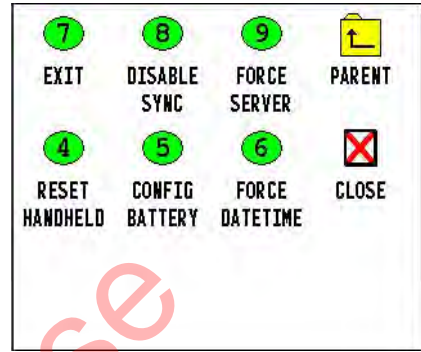 7 8 9
EXIT DISABLE SYNC FORCE SERVER PARENT
4 5 6
RESET HANDHELD CONFIG BATTERY FORCE DATETIME CLOSE
se